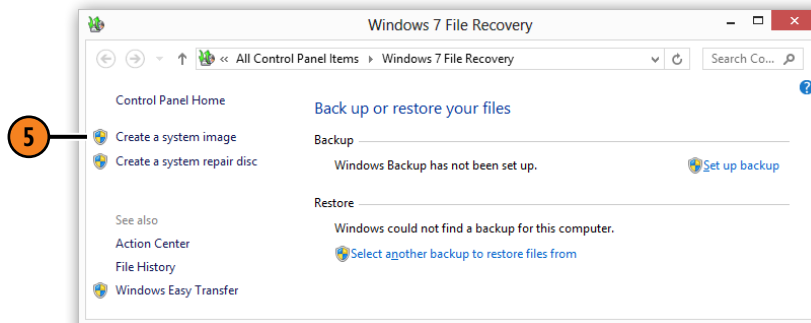 Windows 7 File Recovery
« All Control Panel Items ▸ Windows 7 File Recovery
Search Co...
Control Panel Home
Back up or restore your files
5
Create a system image
Backup
Create a system repair disc
Windows Backup has not been set up.
Set up backup
Restore
See also
Windows could not find a backup for this computer.
Action Center
Select another backup to restore files from
File History
Windows Easy Transfer